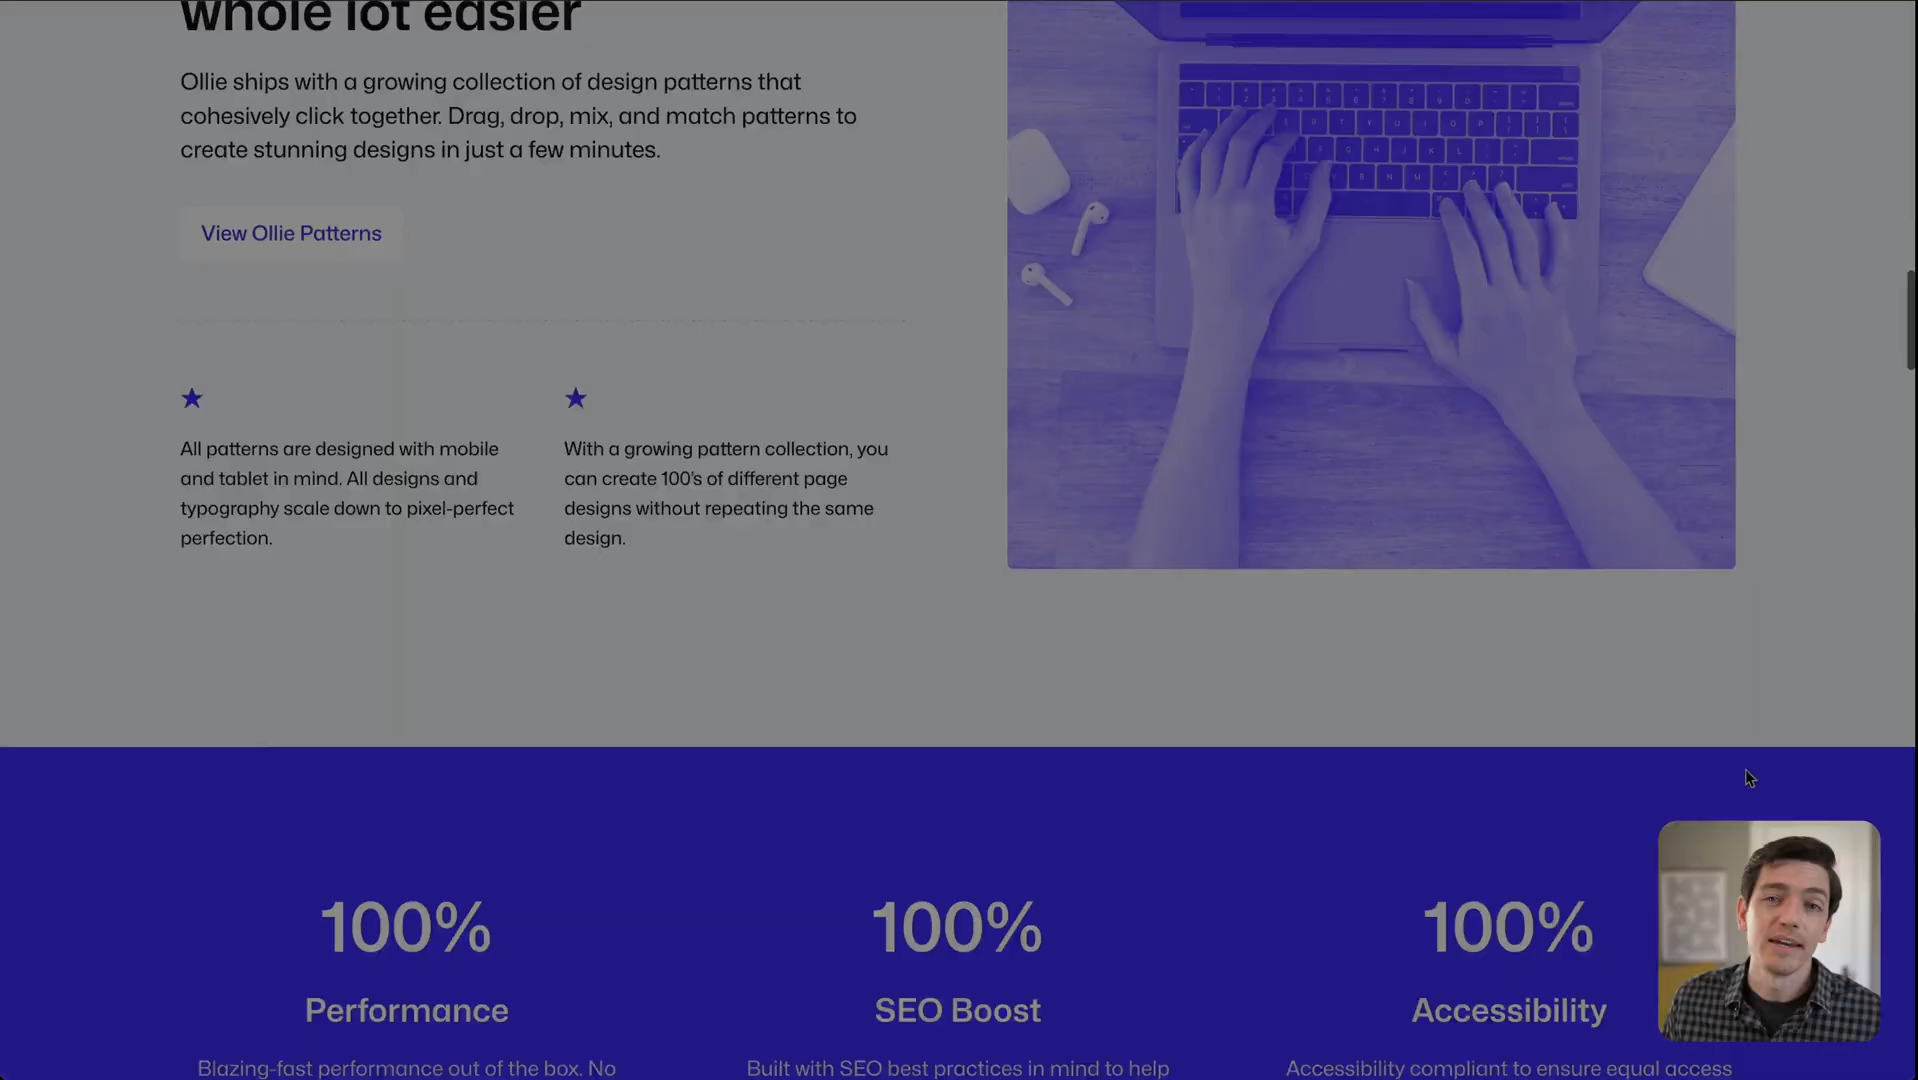 whole lot easier
Ollie ships with a growing collection of design patterns that
cohesively click together. Drag, drop, mix, and match patterns to
create stunning designs in just a few minutes.
View Ollie Patterns
All patterns are designed with mobile
and tablet in mind. All designs and
typography scale down to pixel-perfect
perfection.
With a growing pattern collection, you
can create 100's of different page
designs without repeating the same
design.
100%
Performance
Blazing-fast performance out of the box. No
100%
SEO Boost
Built with SEO best practices in mind to help
100%
Accessibility
Accessibility compliant to ensure equal access